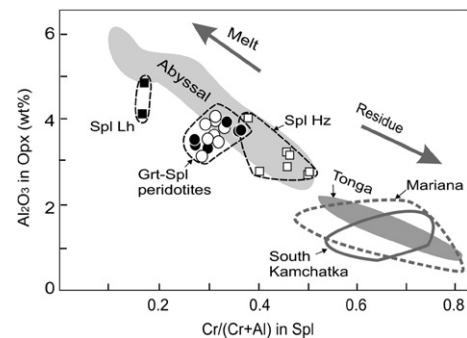 6
4
2
0
Al₂O₃ in Opx (wt%)
Melt
Abyssal
Residue
Spl Lh
Spl Hz
Grt-Spl
peridotites
Tonga
Mariana
South
Kamchatka
0.2
0.4
0.6
0.8
Cr/(Cr+Al) in Spl